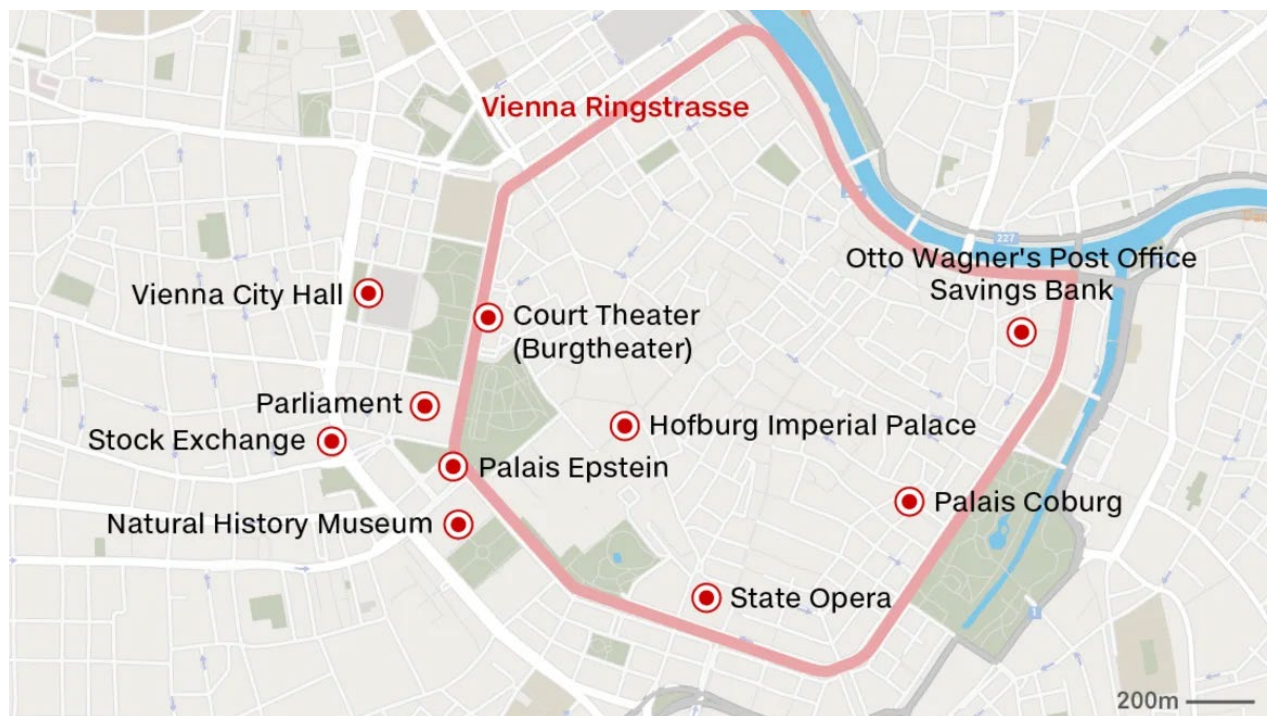 Vienna Ringstrasse
227
Otto Wagner's Post Office
Savings Bank
Vienna City Hall
Court Theater
(Burgtheater)
Parliament
Stock Exchange
Hofburg Imperial Palace
Palais Epstein
Palais Coburg
Natural History Museum
State Opera
1
200m